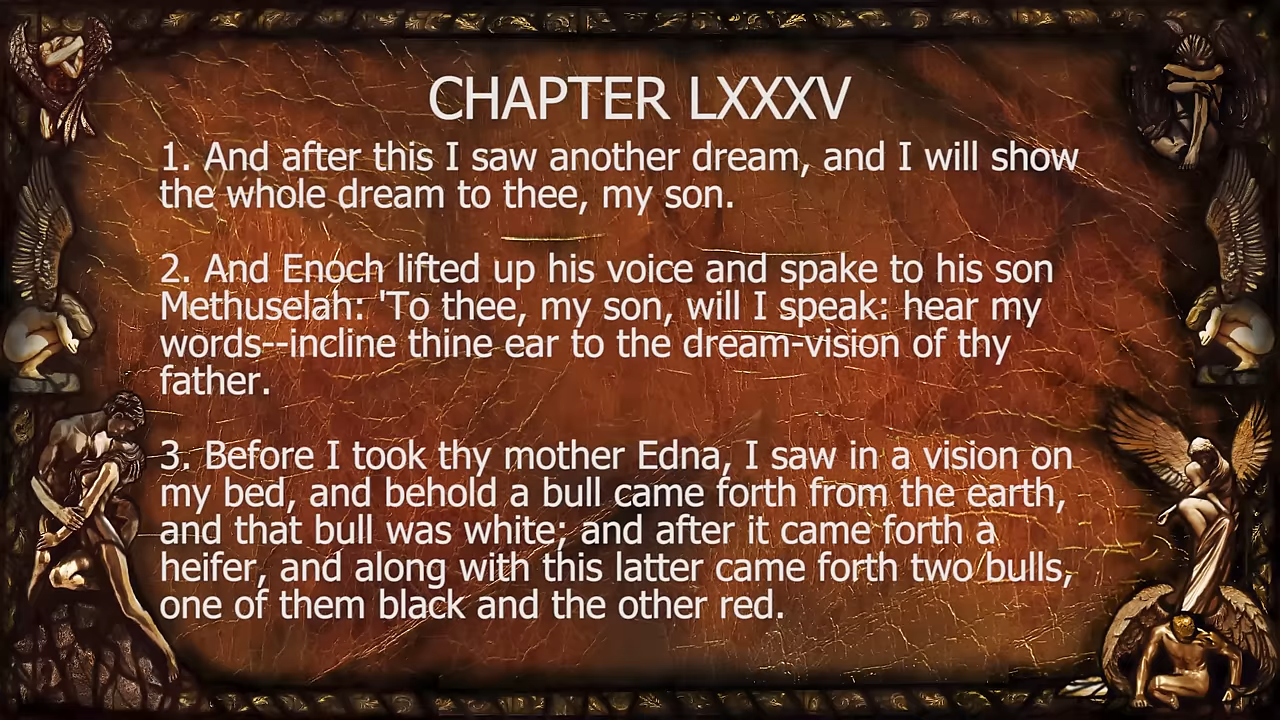 CHAPTER LXXXV
1. And after this I saw another dream, and I will show
the whole dream to thee, my son.
2. And Enoch lifted up his voice and spake to his son
Methuselah: 'To thee, my son, will I speak: hear my
words--incline thine ear to the dream-vision of thy
father.
3. Before I took thy mother Edna, I saw in a vision on
my bed, and behold a bull came forth from the earth,
and that bull was white; and after it came forth a
heifer, and along with this latter came forth two bulls,
one of them black and the other red.